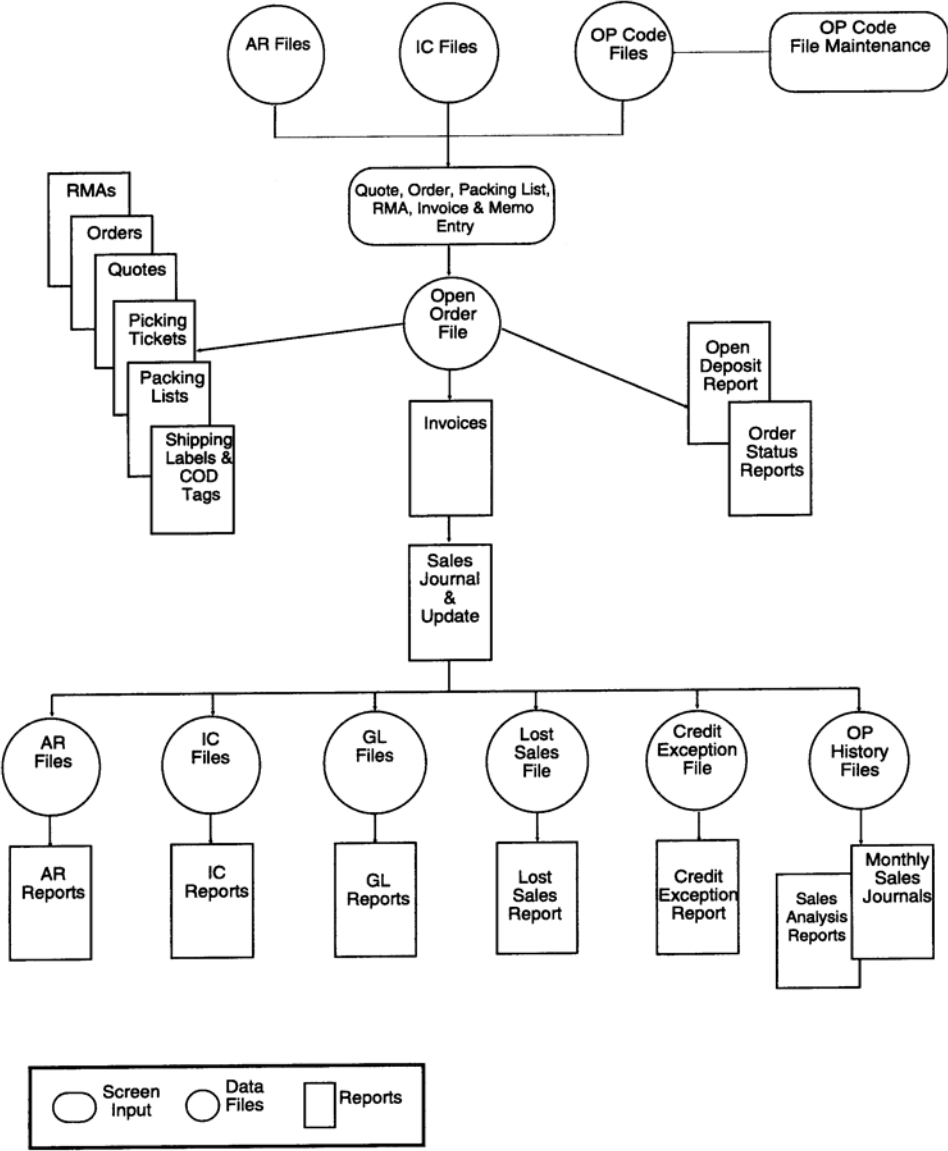 AR Files
IC Files
OP Code
Files
OP Code
File Maintenance
Quote, Order, Packing List,
RMA, Invoice & Memo
Entry
RMAs
Orders
Quotes
Picking
Tickets
Packing
Lists
Shipping
Labels &
COD
Tags
Open
Order
File
Open
Deposit
Report
Order
Status
Reports
Invoices
Sales
Journal
&
Update
AR
Files
IC
Files
GL
Files
Lost
Sales
File
Credit
Exception
File
OP
History
Files
AR
Reports
IC
Reports
GL
Reports
Lost
Sales
Report
Credit
Exception
Report
Sales
Analysis
Reports
Monthly
Sales
Journals
Screen
Input
Data
Files
Reports